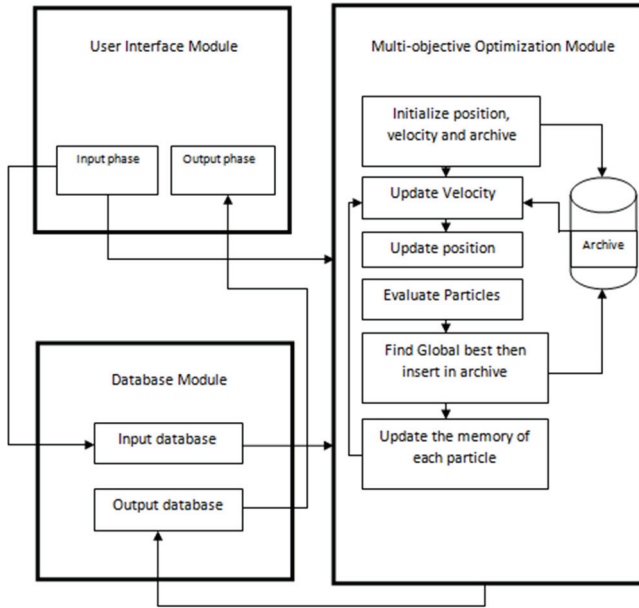 User Interface Module
Input phase
Output phase
Database Module
Input database
Output database
Multi-objective Optimization Module
Initialize position,
velocity and archive
Update Velocity
Update position
Evaluate Particles
Find Global best then
insert in archive
Update the memory of
each particle
Archive